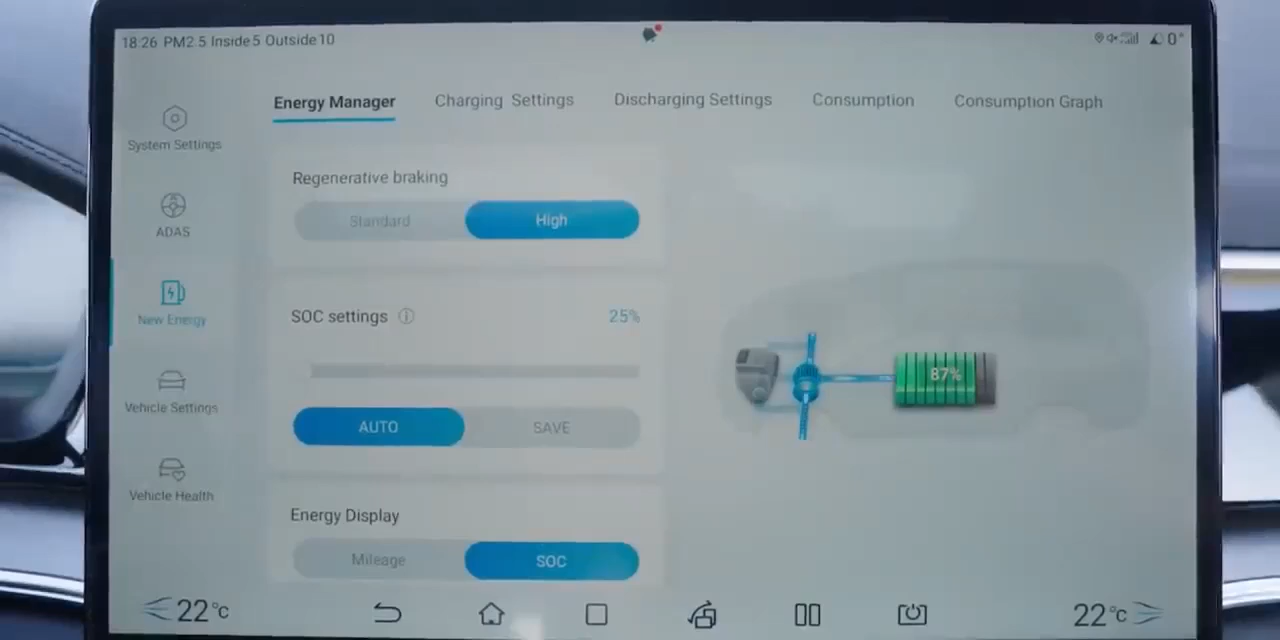 18:26 PM2.5 Inside 5 Outside 10
0°
Energy Manager
Charging Settings
Discharging Settings
Consumption
Consumption Graph
System Settings
ADAS
New Energy
Vehicle Settings
Vehicle Health
Regenerative braking
Standard
High
SOC settings
25%
AUTO
SAVE
Energy Display
Mileage
SOC
87%
22°c
22°c